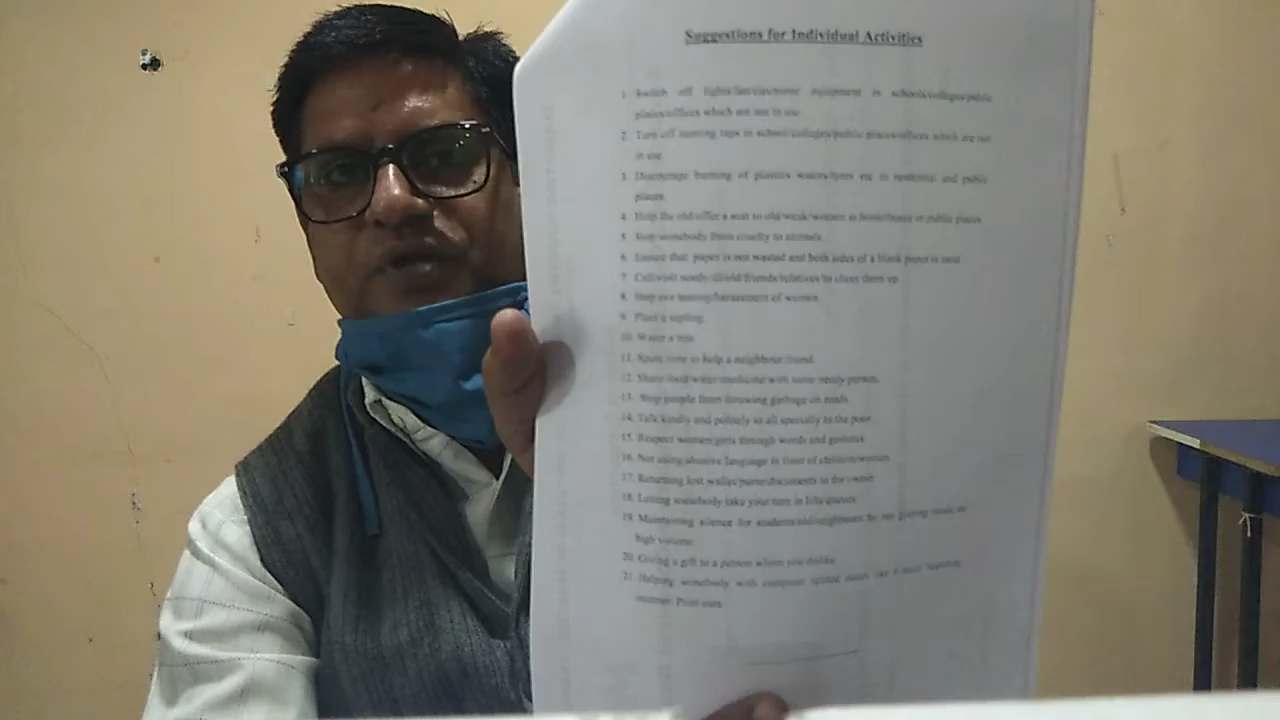 Suggestions for Individual Activities
1. Switch off lights/fan/electronic equipment in schools/colleges/public
places/offices which are not in use.
2. Turn off running taps in school/colleges/public places/offices which are not
in use.
3. Discourage burning of plastics wastes/tyres etc in residential and public
places.
4. Help the old/offer a seat to old/weak/women in buses or public places
5. Stop somebody from cruelty to animals.
6. Ensure that paper is not wasted and both sides of a blank paper is used
7. Call/visit needy/ill/old/friends/relatives to cheer them up.
8. Stop eve teasing/harassment of women.
9. Plant a sapling.
10. Water a tree.
11. Spare time to help a neighbour/friend.
12. Share food/water/medicine with some needy person.
13. Stop people from throwing garbage on roads.
14. Talk kindly and politely to all specially to the poor
15. Respect women/girls through words and gestures.
16. Not using abusive language in front of children/women.
17. Returning lost wallet/purse/documents to the owner
18. Letting somebody take your turn in lift/queues
19. Maintaining silence for students/old/neighbours by not playing music in
high volume.
20. Giving a gift to a person whom you dislike.
21. Helping somebody with computer related
Print outs.